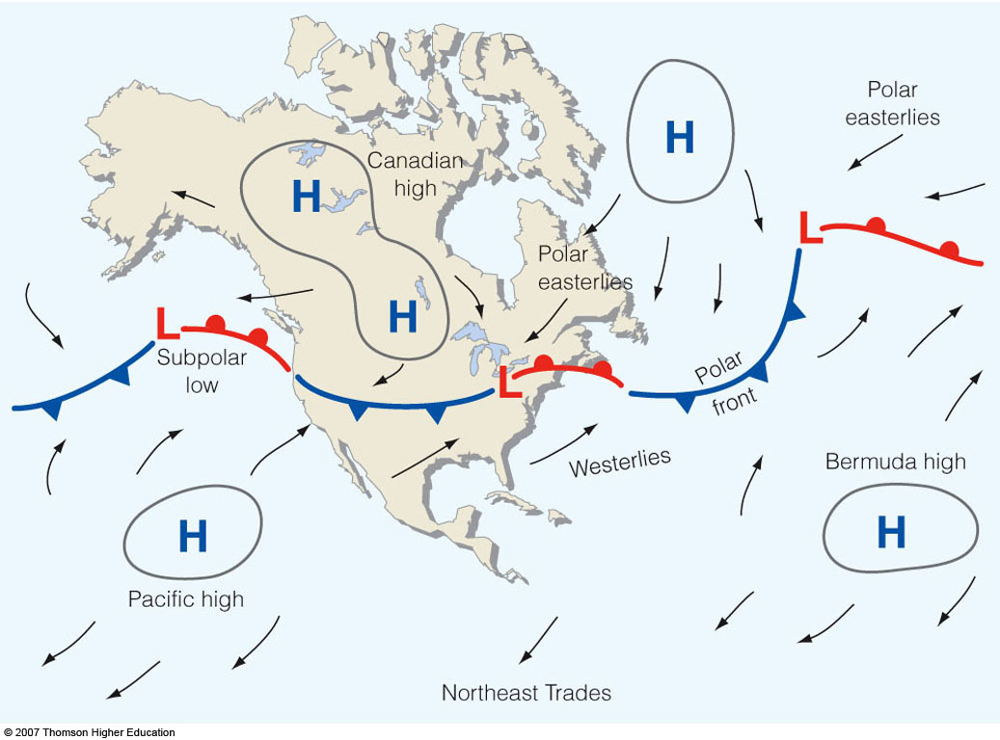 Polar
easterlies
H
Canadian
high
H
L
Polar
easterlies
H
L
Subpolar
low
L
Polar
front
Westerlies
Bermuda high
H
H
Pacific high
Northeast Trades
© 2007 Thomson Higher Education